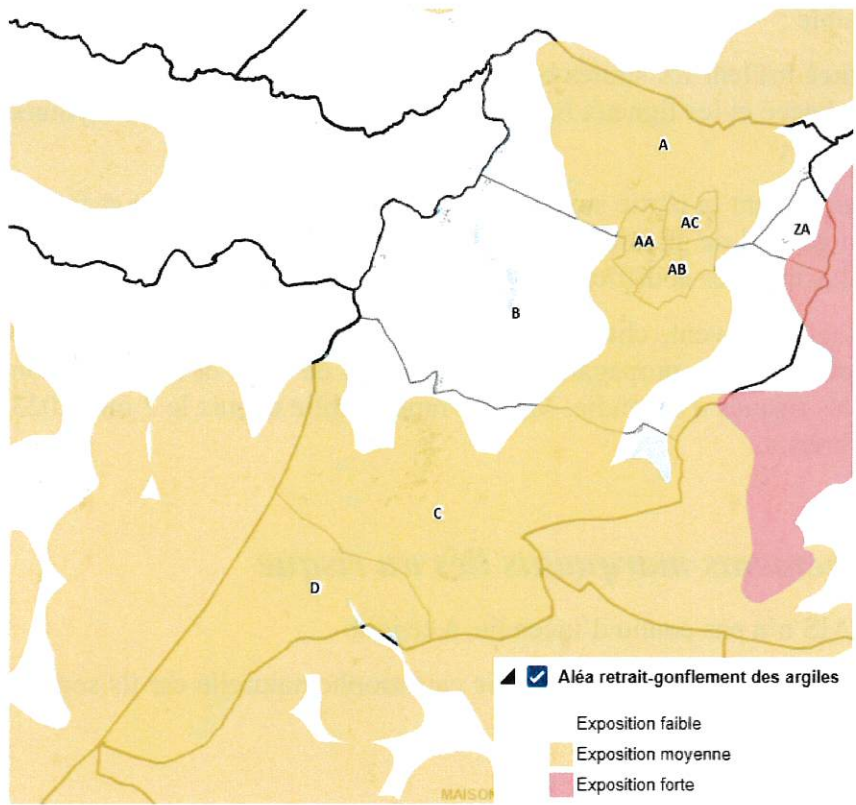 A
AC
ZA
AA
AB
B
C
D
Aléa retrait-gonflement des argiles
Exposition faible
Exposition moyenne
Exposition forte
MAISON